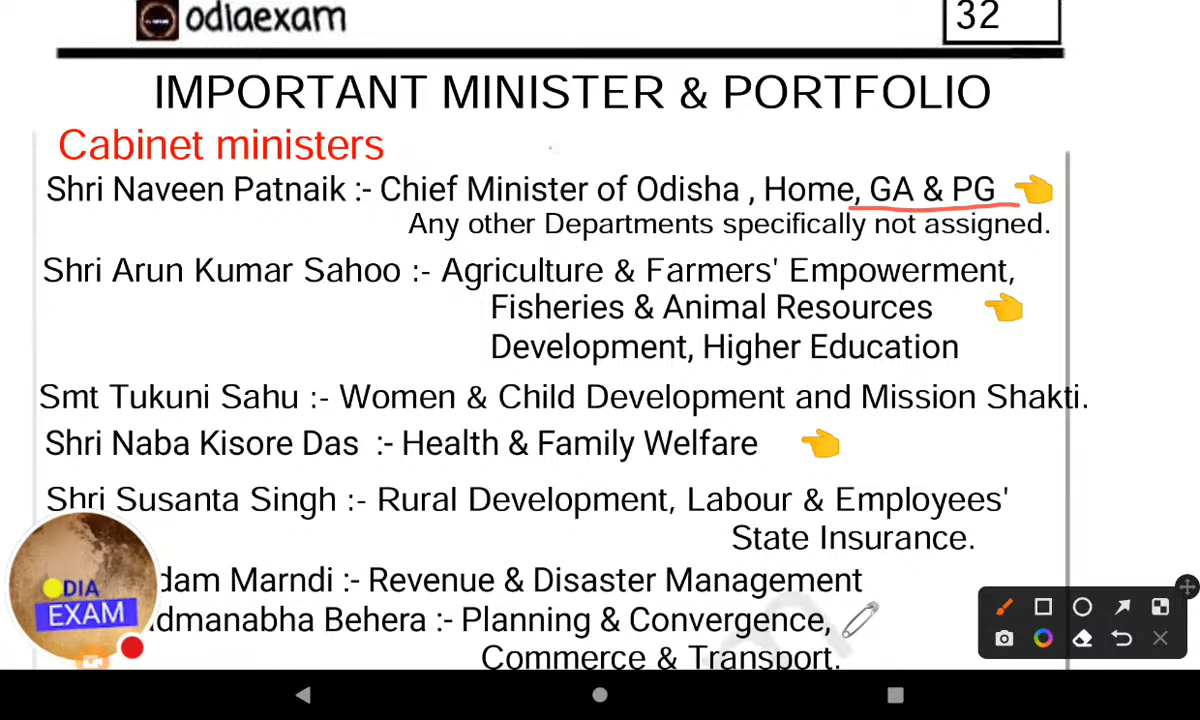 odiaexam
32
IMPORTANT MINISTER & PORTFOLIO
Cabinet ministers
Shri Naveen Patnaik :- Chief Minister of Odisha , Home, GA & PG
Any other Departments specifically not assigned.
Shri Arun Kumar Sahoo :- Agriculture & Farmers' Empowerment,
Fisheries & Animal Resources
Development, Higher Education
Smt Tukuni Sahu :- Women & Child Development and Mission Shakti.
Shri Naba Kisore Das :- Health & Family Welfare
Shri Susanta Singh :- Rural Development, Labour & Employees'
State Insurance.
dam Marndi :- Revenue & Disaster Management
dmanabha Behera :- Planning & Convergence,
Commerce & Transport.
ODIA
EXAM